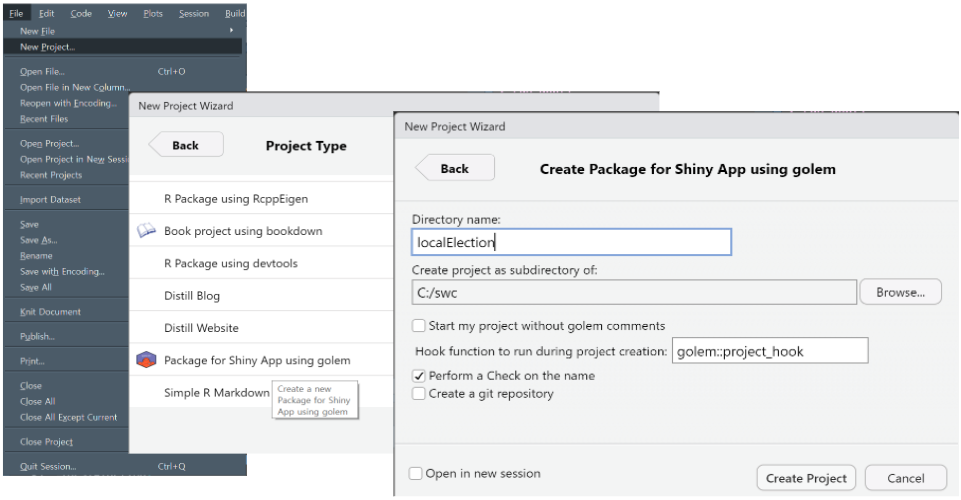 File Edit Code View Plots Session Build
New File
New Project...
Open File... Ctrl+O
Open File in New Column...
Reopen with Encoding...
Recent Files
Open Project...
Open Project in New Sessi
Recent Projects
Import Dataset
Save
Save As...
Rename
Save with Encoding...
Save All
Knit Document
Publish...
Print...
Close
Close All
Close All Except Current
Close Project
Quit Session... Ctrl+Q
New Project Wizard
Back
Project Type
R Package using RcppEigen
Book project using bookdown
R Package using devtools
Distill Blog
Distill Website
Package for Shiny App using golem
Simple R Markdown
Create a new
Package for Shiny
App using golem
New Project Wizard
Back
Create Package for Shiny App using golem
Directory name:
localElection
Create project as subdirectory of:
C:/swc
Browse...
Start my project without golem comments
Hook function to run during project creation: golem::project_hook
Perform a Check on the name
Create a git repository
Open in new session
Create Project
Cancel